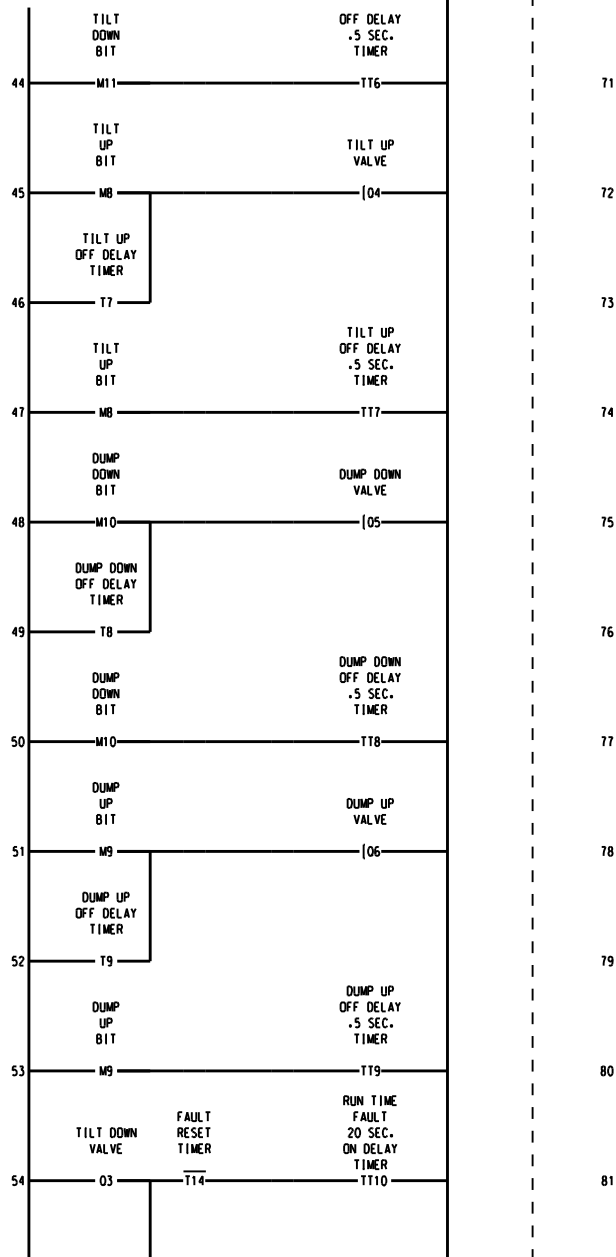 TILT
DOWN
BIT
OFF DELAY
.5 SEC.
TIMER
44 M11 TT6 71
TILT
UP
BIT
TILT UP
VALVE
45 M8 (O4 72
TILT UP
OFF DELAY
TIMER
46 T7 73
TILT
UP
BIT
TILT UP
OFF DELAY
.5 SEC.
TIMER
47 M8 TT7 74
DUMP
DOWN
BIT
DUMP DOWN
VALVE
48 M10 (O5 75
DUMP DOWN
OFF DELAY
TIMER
49 T8 76
DUMP
DOWN
BIT
DUMP DOWN
OFF DELAY
.5 SEC.
TIMER
50 M10 TT8 77
DUMP
UP
BIT
DUMP UP
VALVE
51 M9 (O6 78
DUMP UP
OFF DELAY
TIMER
52 T9 79
DUMP
UP
BIT
DUMP UP
OFF DELAY
.5 SEC.
TIMER
53 M9 TT9 80
TILT DOWN
VALVE
FAULT
RESET
TIMER
RUN TIME
FAULT
20 SEC.
ON DELAY
TIMER
54 O3 T14 TT10 81